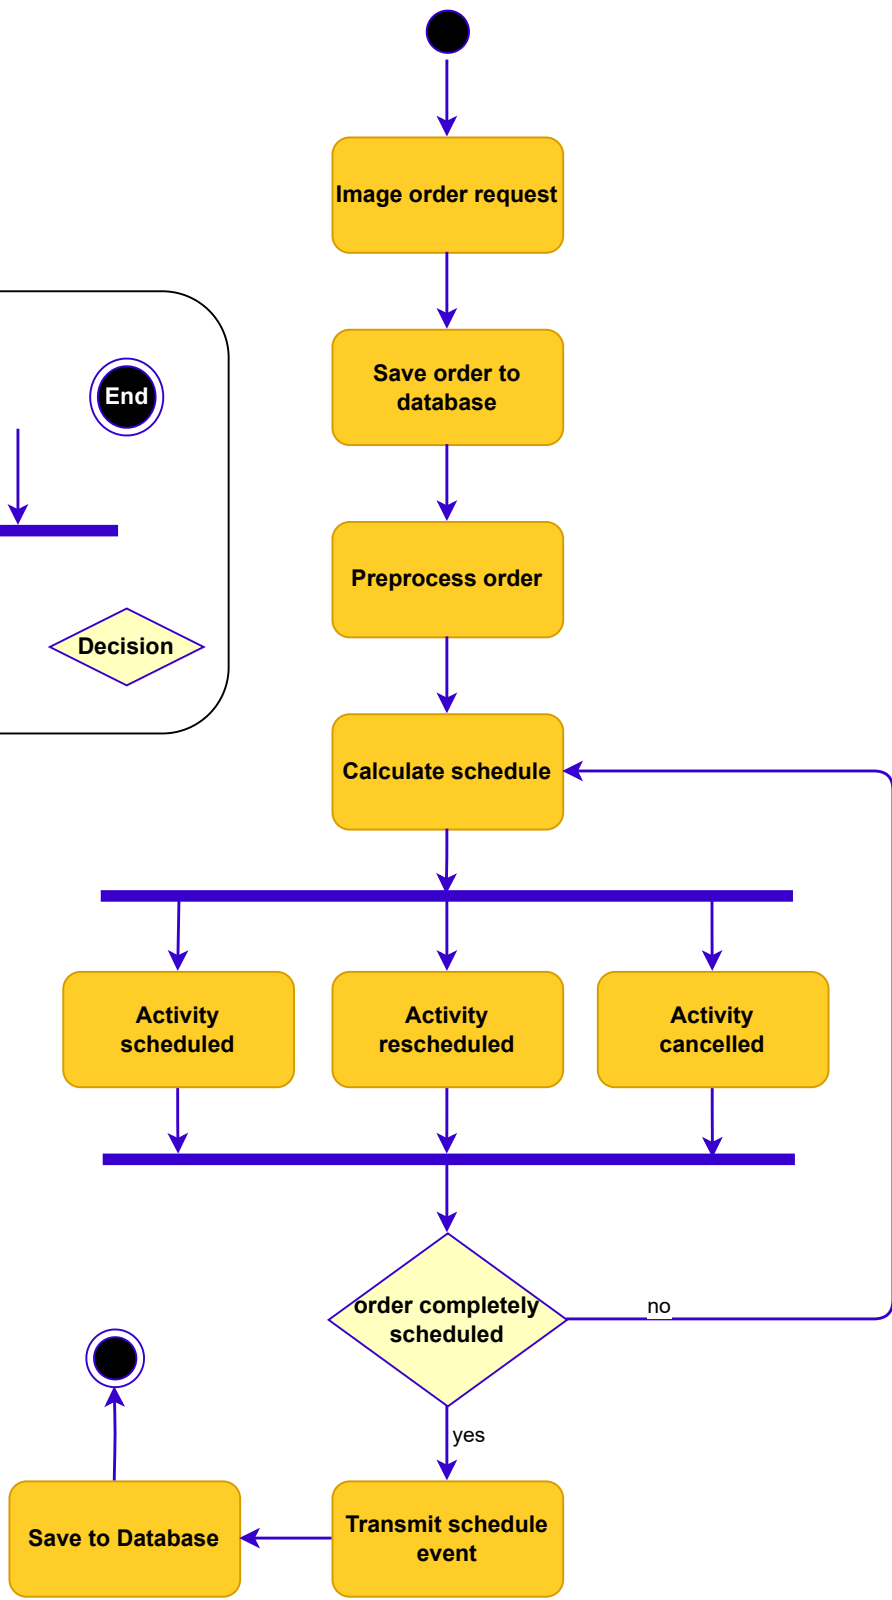 Image order request
Save order to
database
End
Preprocess order
Decision
Calculate schedule
Activity
scheduled
Activity
rescheduled
Activity
cancelled
order completely
scheduled
no
yes
Transmit schedule
event
Save to Database